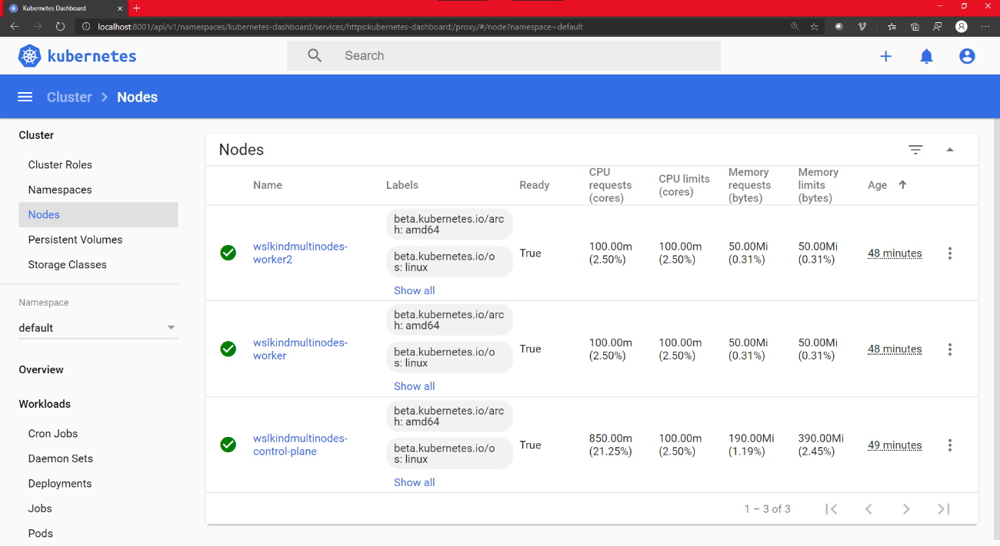 Kubernetes Dashboard
localhost:8001/api/v1/namespaces/kubernetes-dashboard/services/https:kubernetes-dashboard:/proxy/#/node?namespace=default
kubernetes
Search
Cluster
Nodes
Cluster
Cluster Roles
Namespaces
Nodes
Persistent Volumes
Storage Classes
Namespace
default
Overview
Workloads
Cron Jobs
Daemon Sets
Deployments
Jobs
Pods
Nodes
Name
Labels
Ready
CPU
requests
(cores)
CPU limits
(cores)
Memory
requests
(bytes)
Memory
limits
(bytes)
Age
wslkindmultinodes-
worker2
beta.kubernetes.io/arc
h: amd64
beta.kubernetes.io/o
s: linux
Show all
True
100.00m
(2.50%)
100.00m
(2.50%)
50.00Mi
(0.31%)
50.00Mi
(0.31%)
48 minutes
wslkindmultinodes-
worker
beta.kubernetes.io/arc
h: amd64
beta.kubernetes.io/o
s: linux
Show all
True
100.00m
(2.50%)
100.00m
(2.50%)
50.00Mi
(0.31%)
50.00Mi
(0.31%)
48 minutes
wslkindmultinodes-
control-plane
beta.kubernetes.io/arc
h: amd64
beta.kubernetes.io/o
s: linux
Show all
True
850.00m
(21.25%)
100.00m
(2.50%)
190.00Mi
(1.19%)
390.00Mi
(2.45%)
49 minutes
1 – 3 of 3